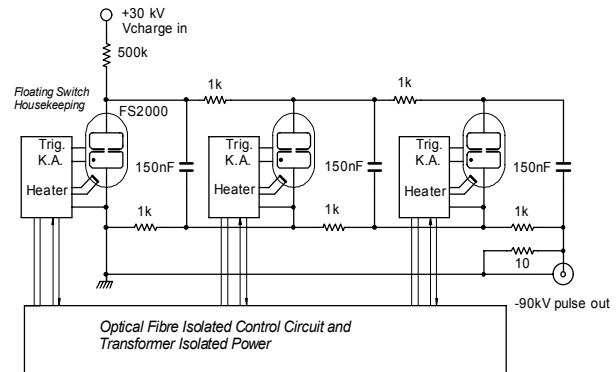 +30 kV
Vcharge in
500k
Floating Switch
Housekeeping
FS2000
1k
1k
Trig.
K.A.
Heater
150nF
Trig.
K.A.
Heater
150nF
Trig.
K.A.
Heater
150nF
1k
1k
1k
10
-90kV pulse out
Optical Fibre Isolated Control Circuit and
Transformer Isolated Power